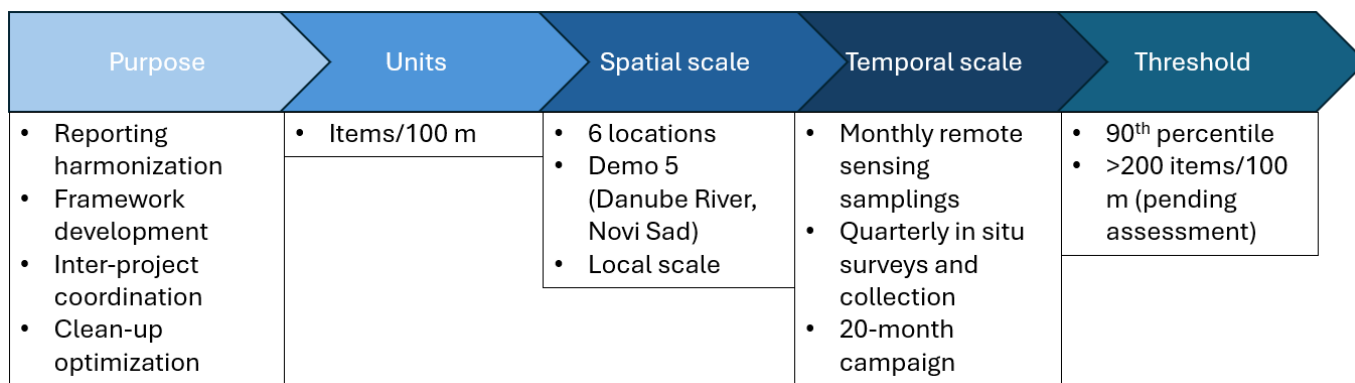 Purpose
Units
Spatial scale
Temporal scale
Threshold
• Reporting
harmonization
• Framework
development
• Inter-project
coordination
• Clean-up
optimization
• Items/100 m
• 6 locations
• Demo 5
(Danube River,
Novi Sad)
• Local scale
• Monthly remote
sensing
samplings
• Quarterly in situ
surveys and
collection
• 20-month
campaign
• 90th percentile
• >200 items/100
m (pending
assessment)